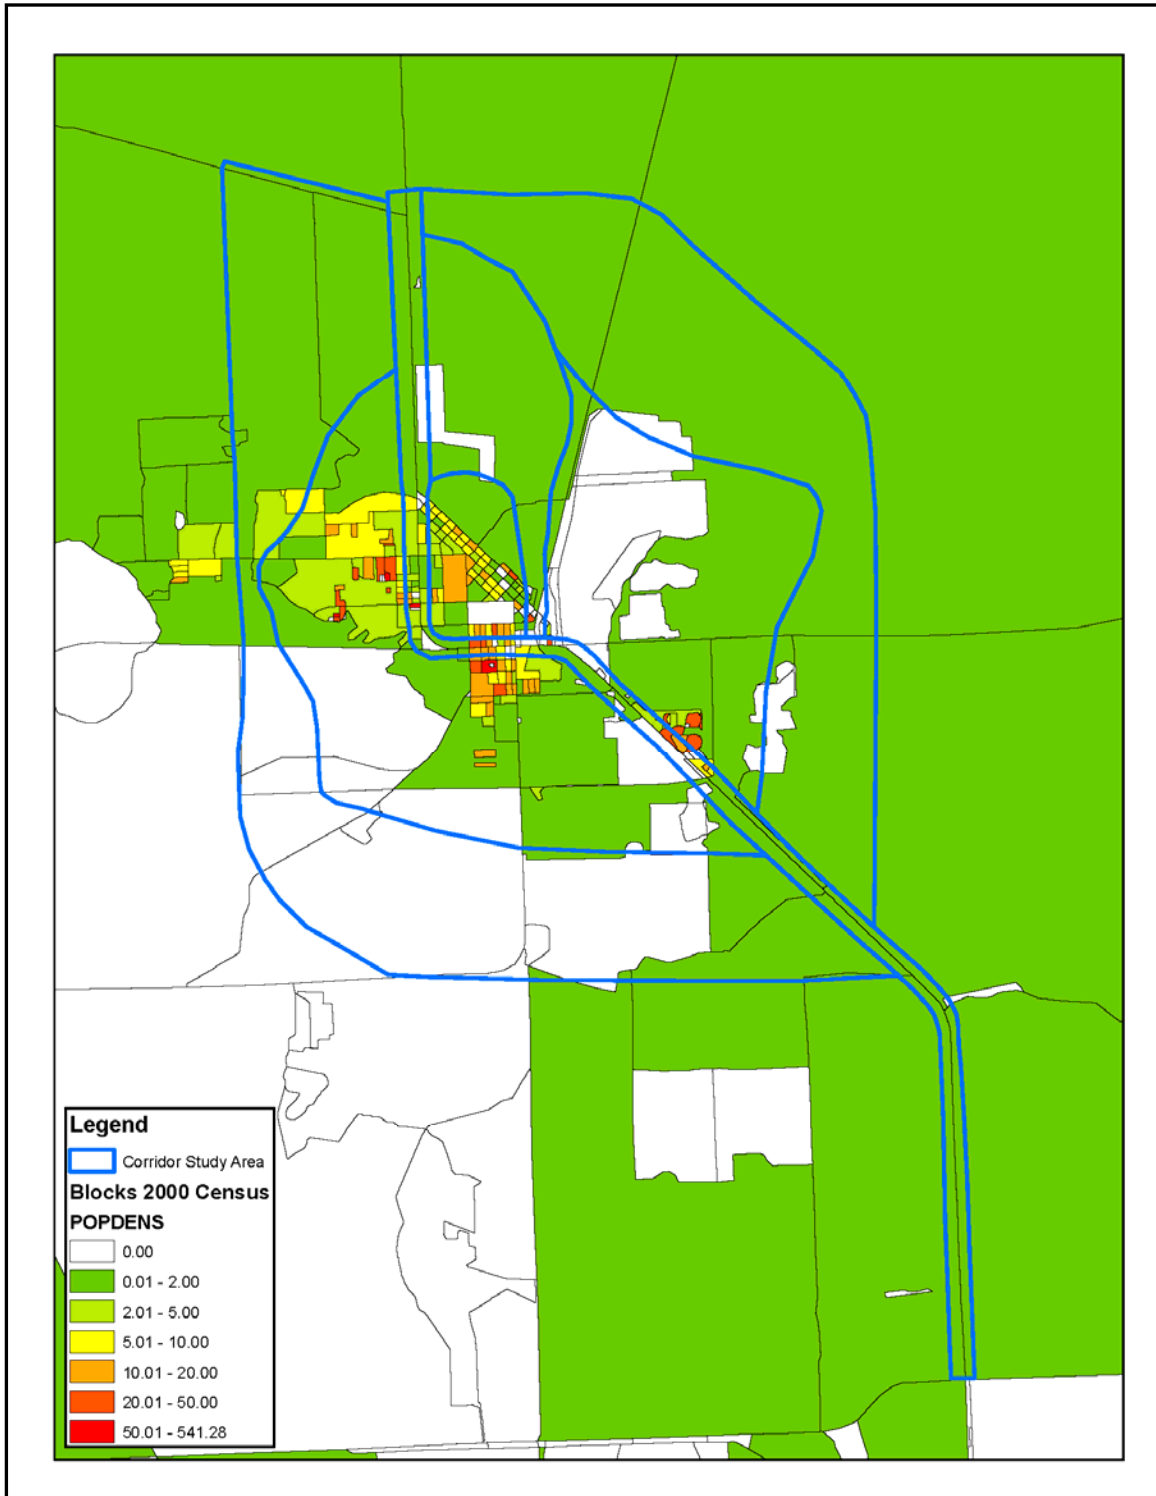 Legend
Corridor Study Area
Blocks 2000 Census
POPDENS
0.00
0.01 - 2.00
2.01 - 5.00
5.01 - 10.00
10.01 - 20.00
20.01 - 50.00
50.01 - 541.28